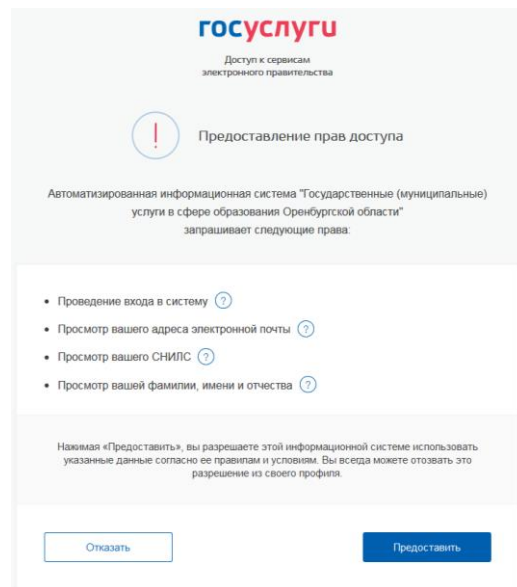 госуслуги
Доступ к сервисам
электронного правительства
Предоставление прав доступа
Автоматизированная информационная система "Государственные (муниципальные)
услуги в сфере образования Оренбургской области"
запрашивает следующие права:
• Проведение входа в систему ?
• Просмотр вашего адреса электронной почты ?
• Просмотр вашего СНИЛС ?
• Просмотр вашей фамилии, имени и отчества ?
Нажимая «Предоставить», вы разрешаете этой информационной системе использовать
указанные данные согласно ее правилам и условиям. Вы всегда можете отозвать это
разрешение из своего профиля.
Отказать
Предоставить